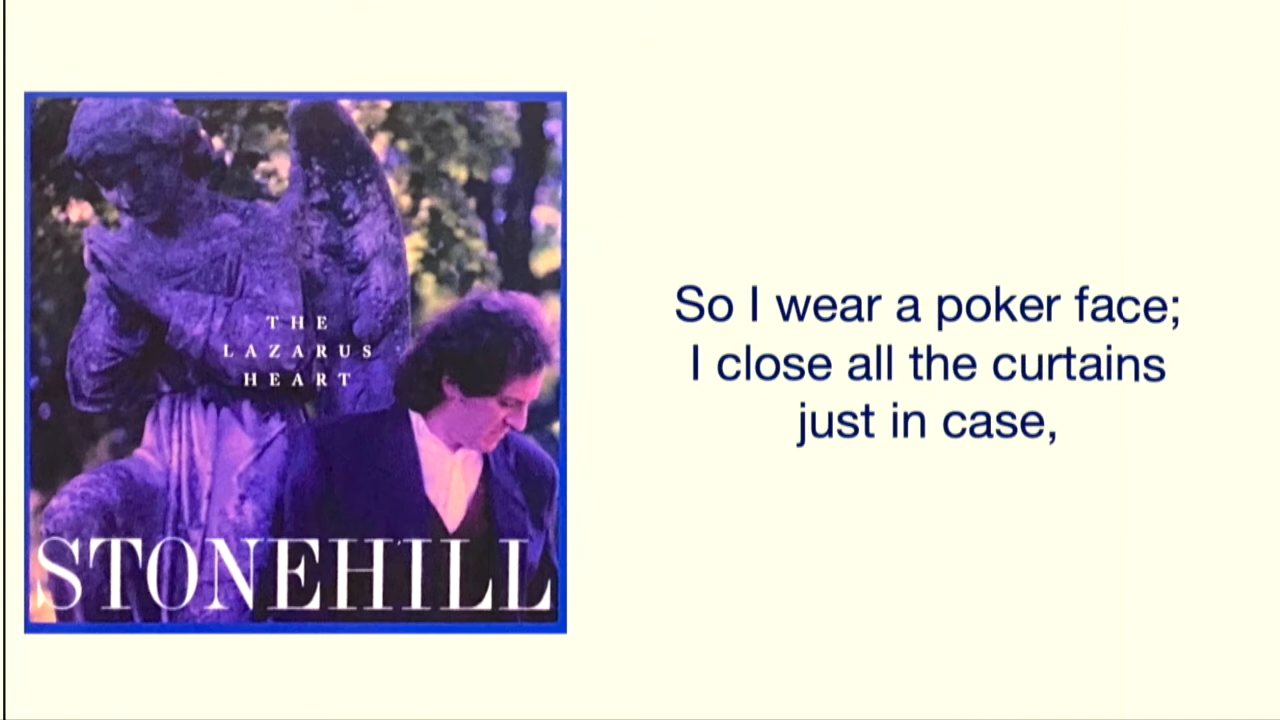 THE
LAZARUS
HEART
STONEHILL
So I wear a poker face;
I close all the curtains
just in case,